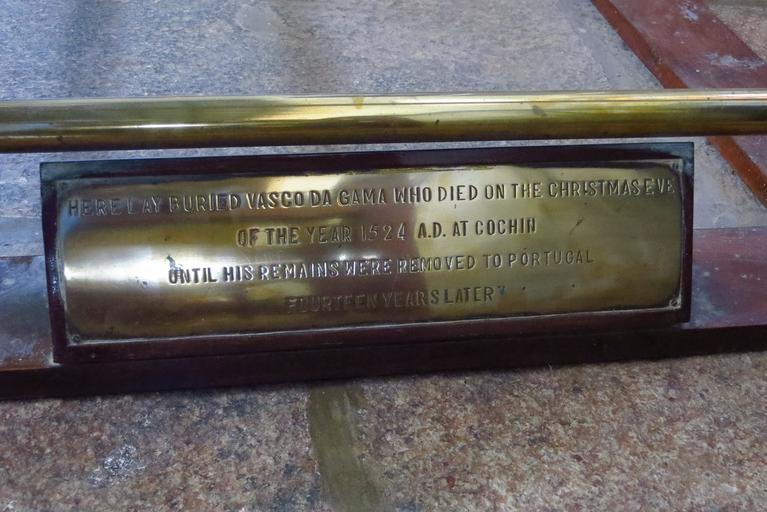 HERE LAY BURIED VASCO DA GAMA WHO DIED ON THE CHRISTMAS EVE
OF THE YEAR 1524 A.D. AT COCHIN
UNTIL HIS REMAINS WERE REMOVED TO PORTUGAL
FOURTEEN YEARS LATER"